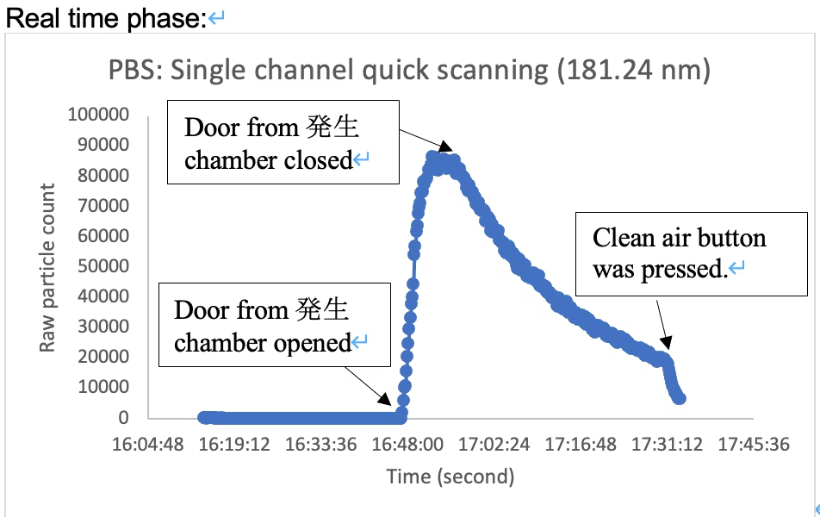 Real time phase:↵
PBS: Single channel quick scanning (181.24 nm)
100000
90000
80000
70000
60000
50000
40000
30000
20000
10000
0
Raw particle count
Door from 発生
chamber closed↵
Clean air button
was pressed.↵
Door from 発生
chamber opened↵
16:04:48 16:19:12 16:33:36 16:48:00 17:02:24 17:16:48 17:31:12 17:45:36
Time (second)